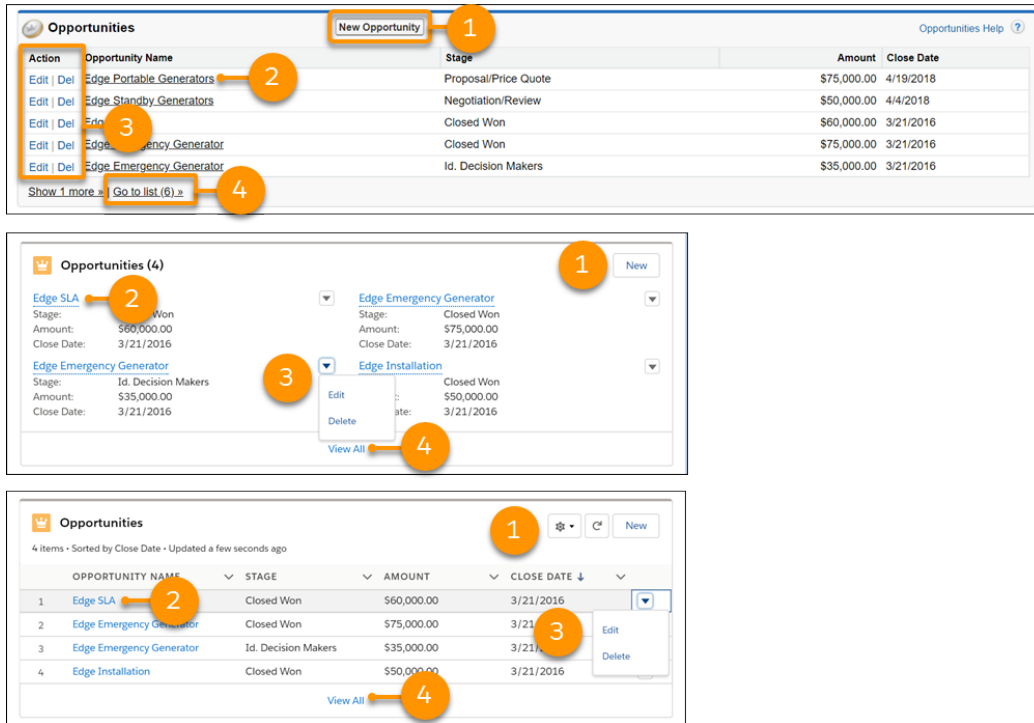 Opportunities New Opportunity 1 Opportunities Help ?
Action Opportunity Name Stage Amount Close Date
Edit | Del Edge Portable Generators 2 Proposal/Price Quote $75,000.00 4/19/2018
Edit | Del Edge Standby Generators Negotiation/Review $50,000.00 4/4/2018
Edit | Del 3 Closed Won $60,000.00 3/21/2016
Edit | Del Edge Generator Closed Won $75,000.00 3/21/2016
Edit | Del Edge Emergency Generator Id. Decision Makers $35,000.00 3/21/2016
Show 1 more » | Go to list (6) » 4
Opportunities (4) 1 New
Edge SLA 2 Edge Emergency Generator
Stage: Won Stage: Closed Won
Amount: $60,000.00 Amount: $75,000.00
Close Date: 3/21/2016 Close Date: 3/21/2016
Edge Emergency Generator 3 Edge Installation
Stage: Id. Decision Makers Closed Won
Amount: $35,000.00 Edit $50,000.00
Close Date: 3/21/2016 Delete 3/21/2016
View All 4
Opportunities 1 New
4 items • Sorted by Close Date • Updated a few seconds ago
OPPORTUNITY NAME STAGE AMOUNT CLOSE DATE
1 Edge SLA 2 Closed Won $60,000.00 3/21/2016
2 Edge Emergency Generator Closed Won $75,000.00 3/21 3 Edit
3 Edge Emergency Generator Id. Decision Makers $35,000.00 3/21 Delete
4 Edge Installation Closed Won $50,000.00 3/21/2016
View All 4